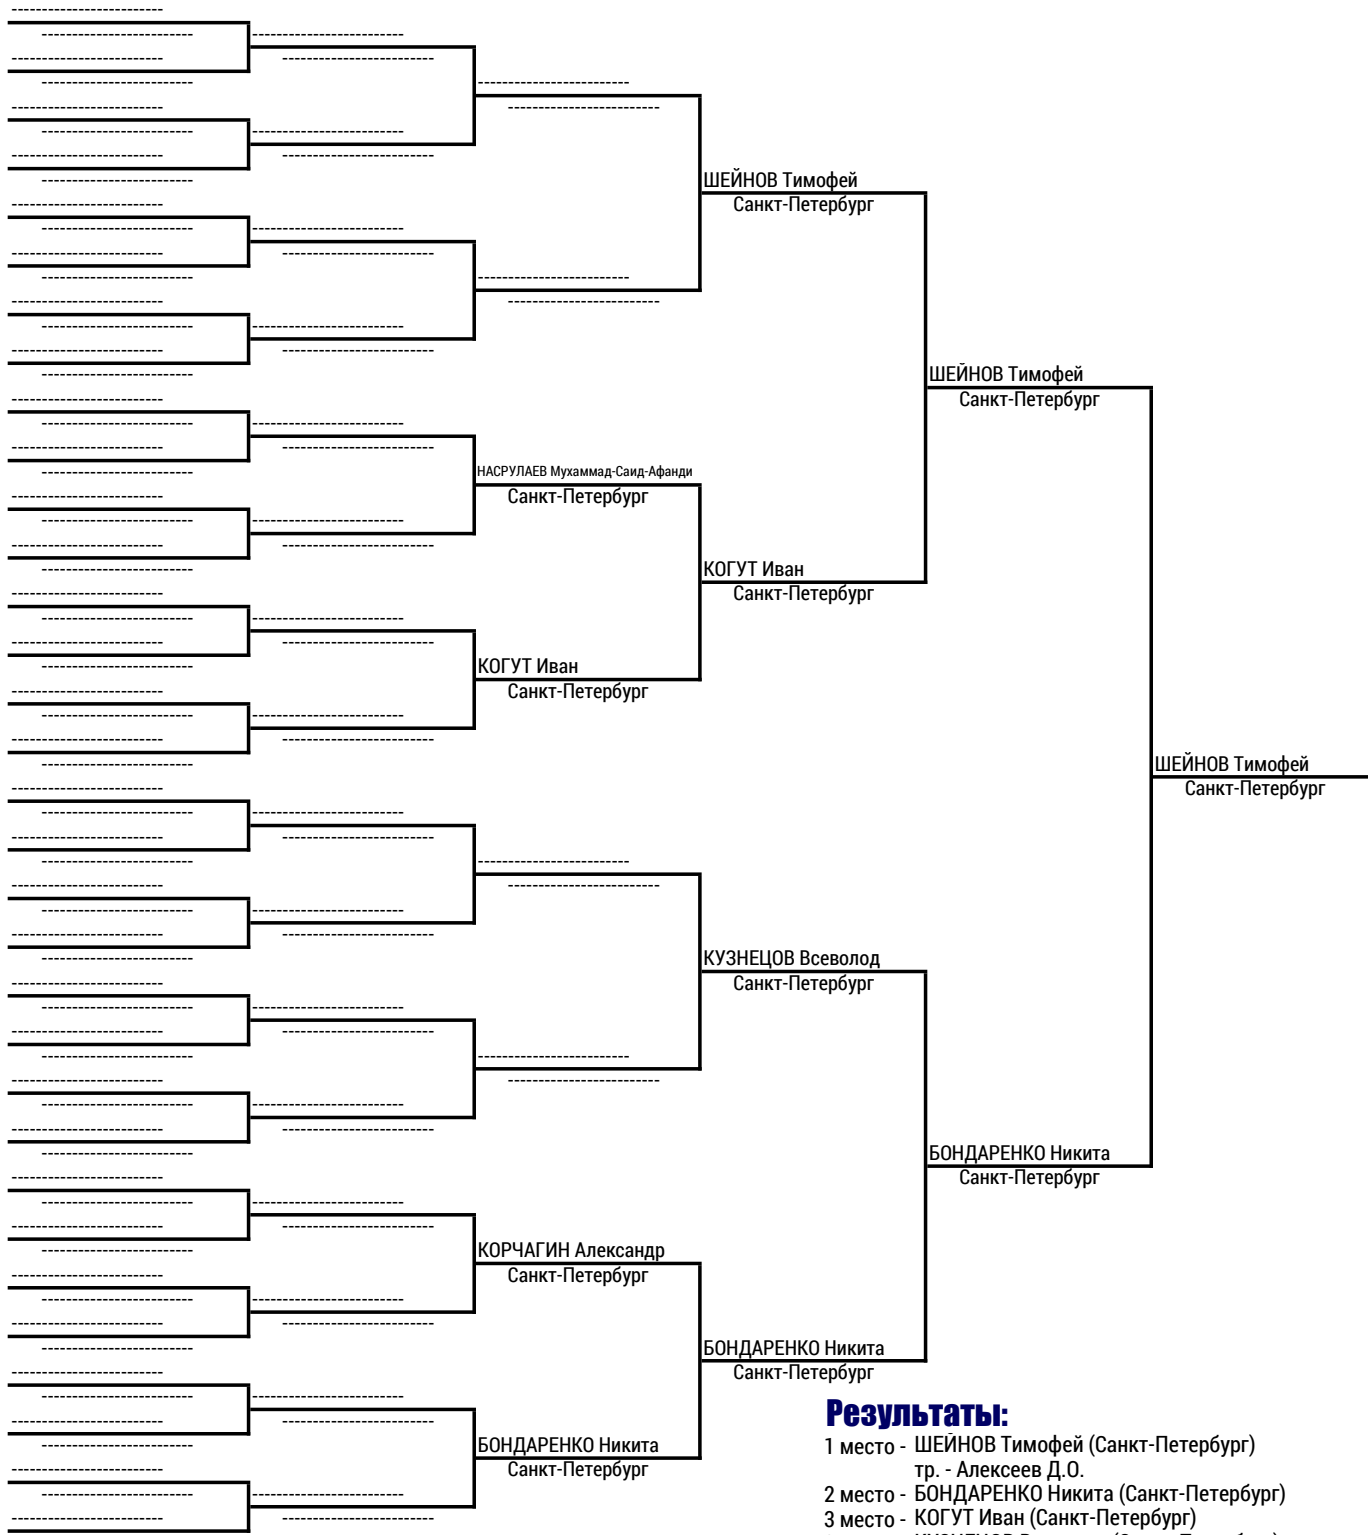 ШЕЙНОВ Тимофей
Санкт-Петербург
ШЕЙНОВ Тимофей
Санкт-Петербург
НАСРУЛАЕВ Мухаммад-Саид-Афанди
Санкт-Петербург
КОГУТ Иван
Санкт-Петербург
КОГУТ Иван
Санкт-Петербург
ШЕЙНОВ Тимофей
Санкт-Петербург
КУЗНЕЦОВ Всеволод
Санкт-Петербург
БОНДАРЕНКО Никита
Санкт-Петербург
КОРЧАГИН Александр
Санкт-Петербург
БОНДАРЕНКО Никита
Санкт-Петербург
БОНДАРЕНКО Никита
Санкт-Петербург
Результаты:
1 место - ШЕЙНОВ Тимофей (Санкт-Петербург)
тр. - Алексеев Д.О.
2 место - БОНДАРЕНКО Никита (Санкт-Петербург)
3 место - КОГУТ Иван (Санкт-Петербург)